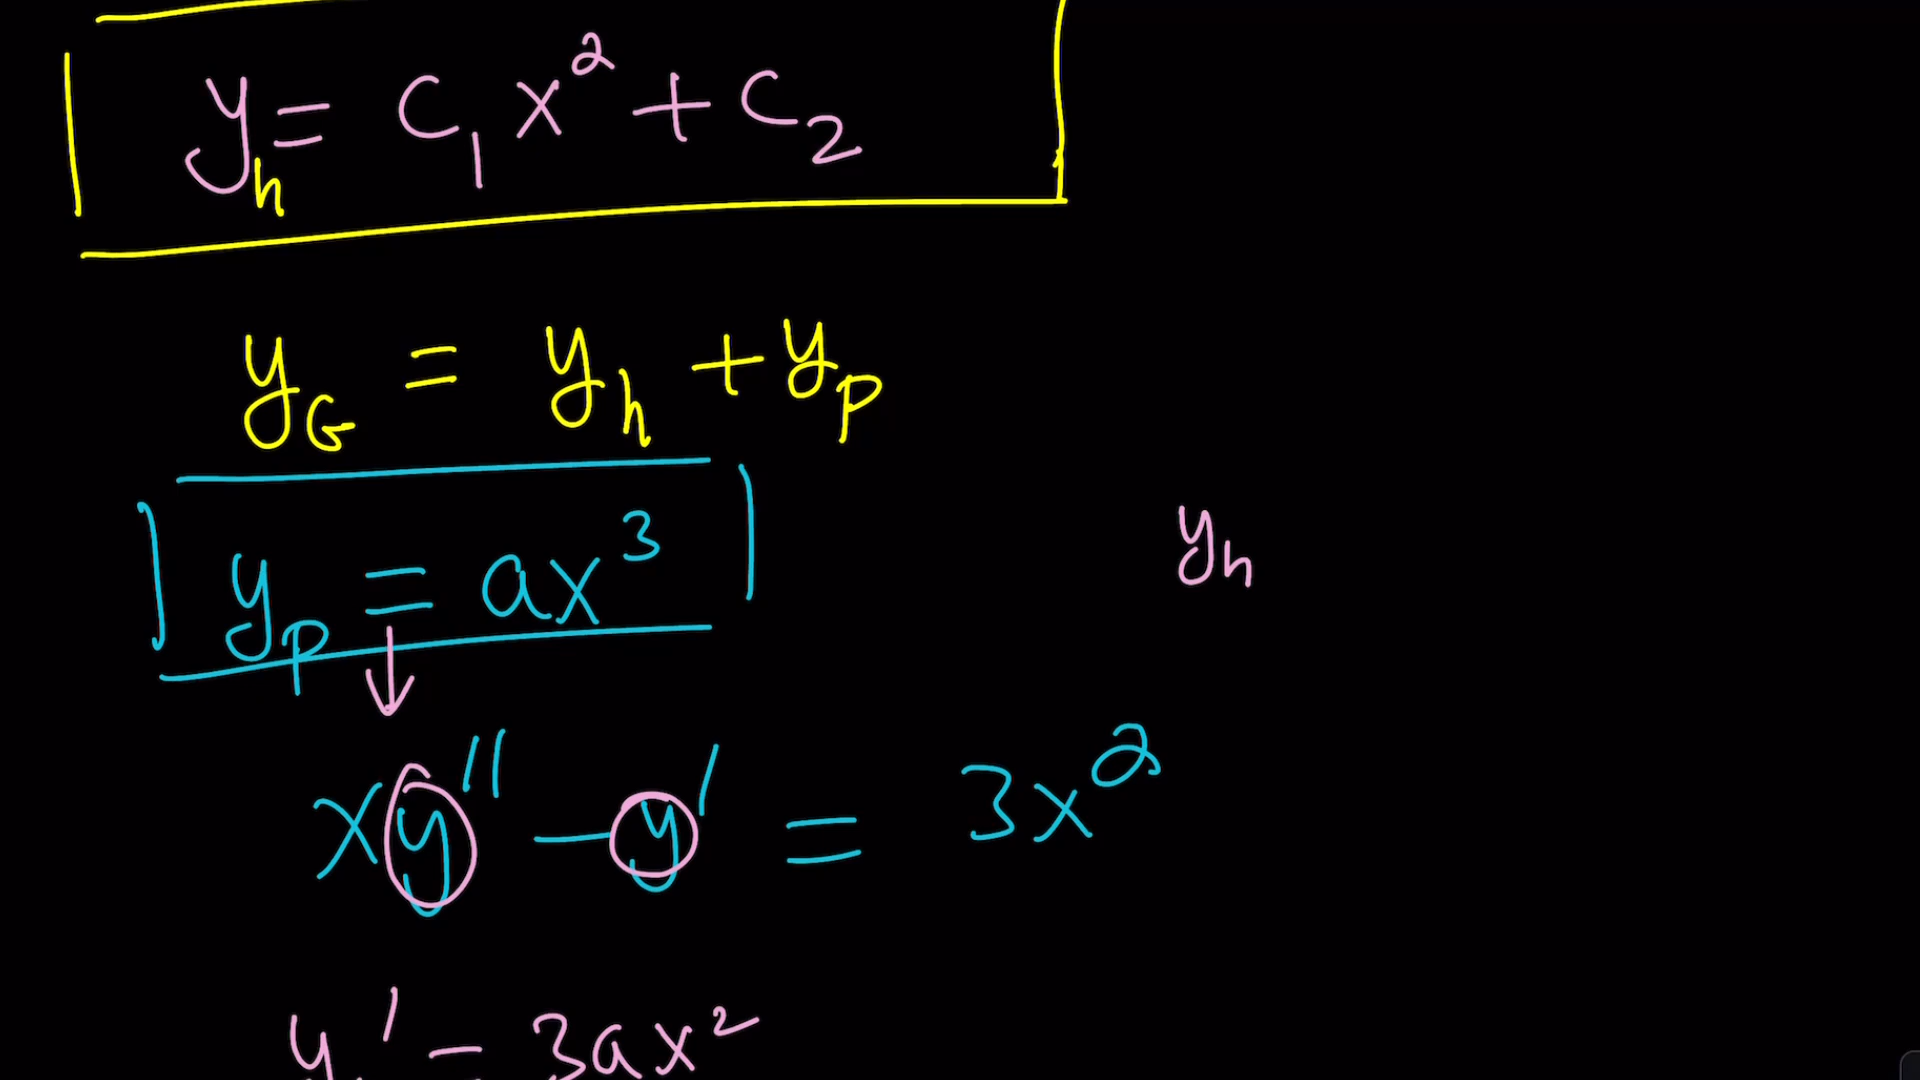 y_h = C_1 x^2 + C_2
y_G = y_h + y_p
y_p = ax^3
y_h
xy'' - y' = 3x^2
y' = 3ax^2